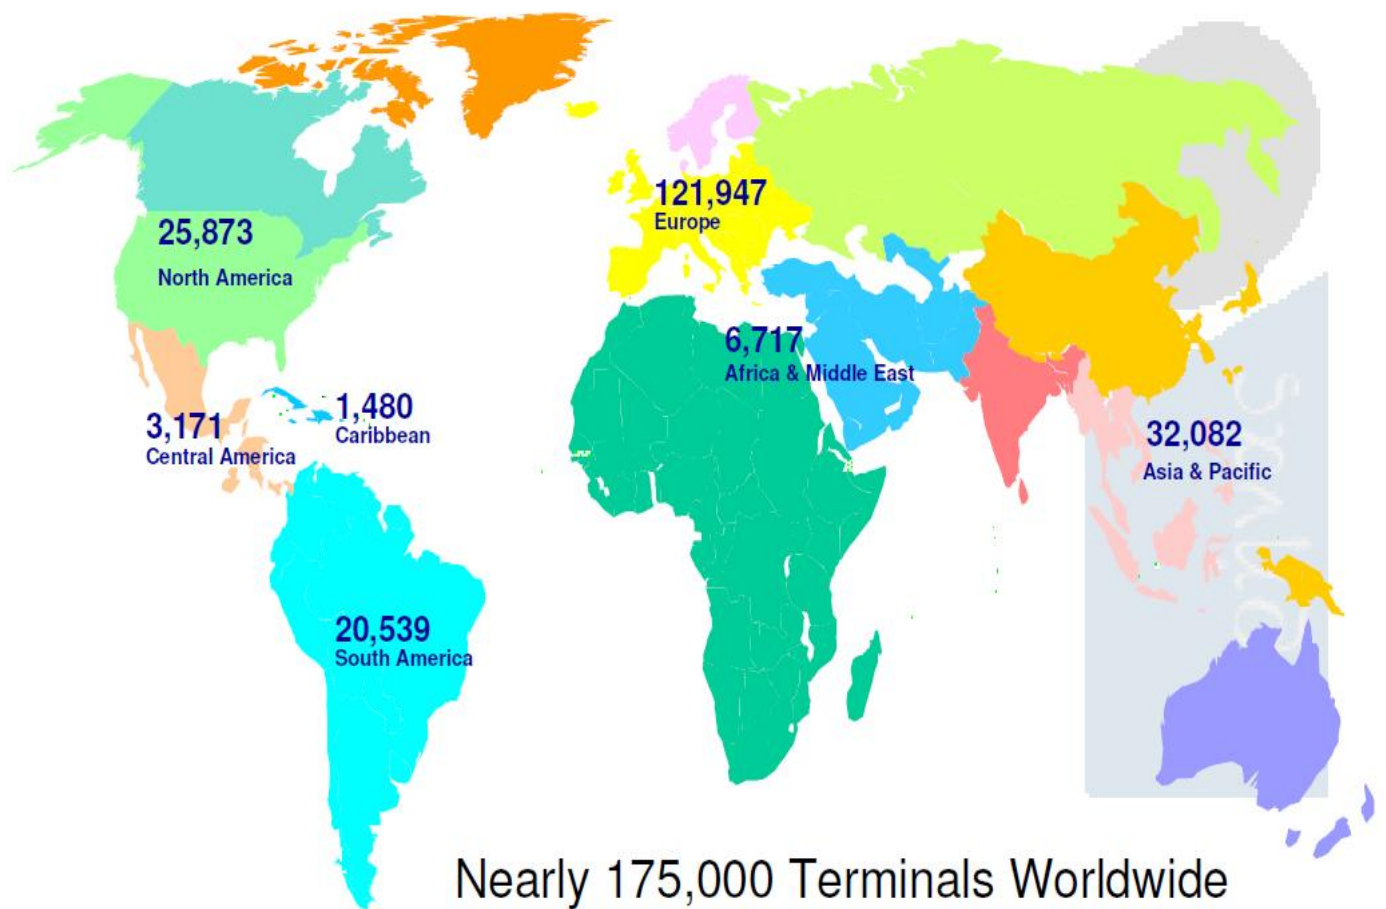 121,947
Europe
25,873
North America
6,717
Africa & Middle East
1,480
Caribbean
3,171
Central America
32,082
Asia & Pacific
20,539
South America
Nearly 175,000 Terminals Worldwide